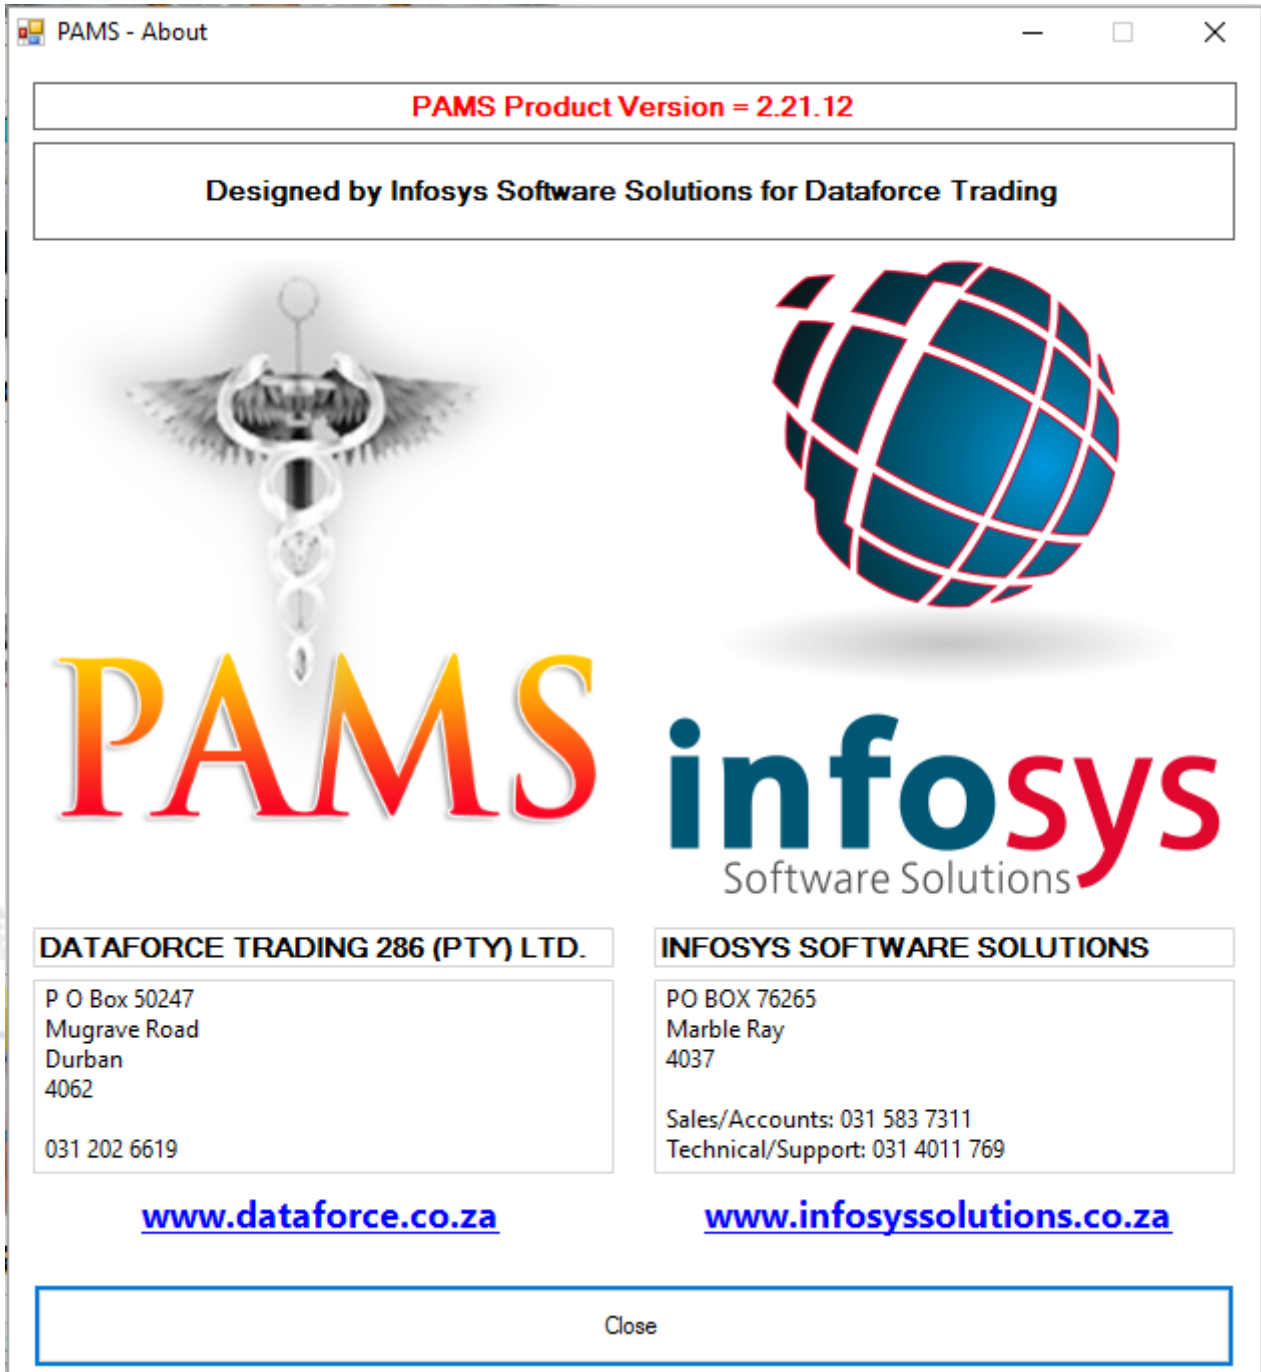 PAMS - About
PAMS Product Version = 2.21.12
Designed by Infosys Software Solutions for Dataforce Trading
PAMS
infosys
Software Solutions
DATAFORCE TRADING 286 (PTY) LTD.
P O Box 50247
Mugrave Road
Durban
4062
031 202 6619
www.dataforce.co.za
INFOSYS SOFTWARE SOLUTIONS
PO BOX 76265
Marble Ray
4037
Sales/Accounts: 031 583 7311
Technical/Support: 031 4011 769
www.infosyssolutions.co.za
Close